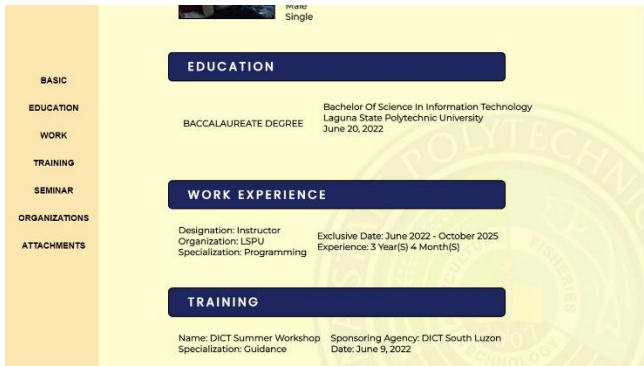 Male
Single
BASIC
EDUCATION
WORK
TRAINING
SEMINAR
ORGANIZATIONS
ATTACHMENTS
EDUCATION
BACCALAUREATE DEGREE
Bachelor Of Science In Information Technology
Laguna State Polytechnic University
June 20, 2022
WORK EXPERIENCE
Designation: Instructor
Organization: LSPU
Specialization: Programming
Exclusive Date: June 2022 - October 2025
Experience: 3 Year(S) 4 Month(S)
TRAINING
Name: DICT Summer Workshop
Specialization: Guidance
Sponsoring Agency: DICT South Luzon
Date: June 9, 2022
POLYTECHNIC
FISHERIES